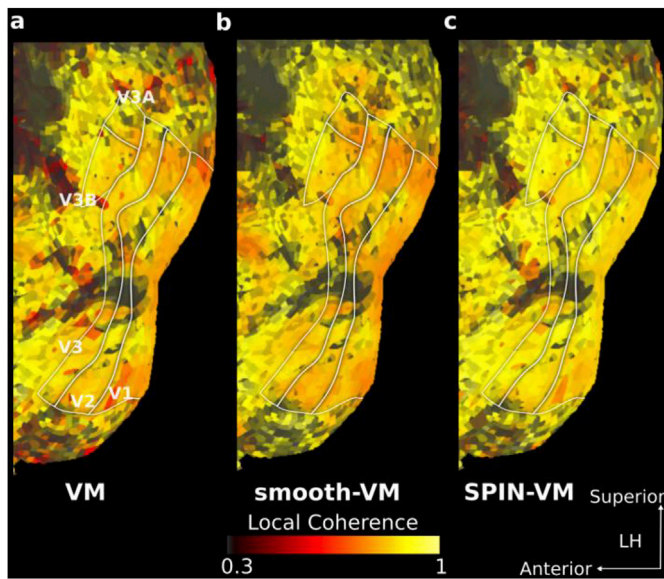 a b c
V3A
V3B
V3
V1
V2
VM smooth-VM SPIN-VM
Superior
Local Coherence
LH
0.3 1
Anterior